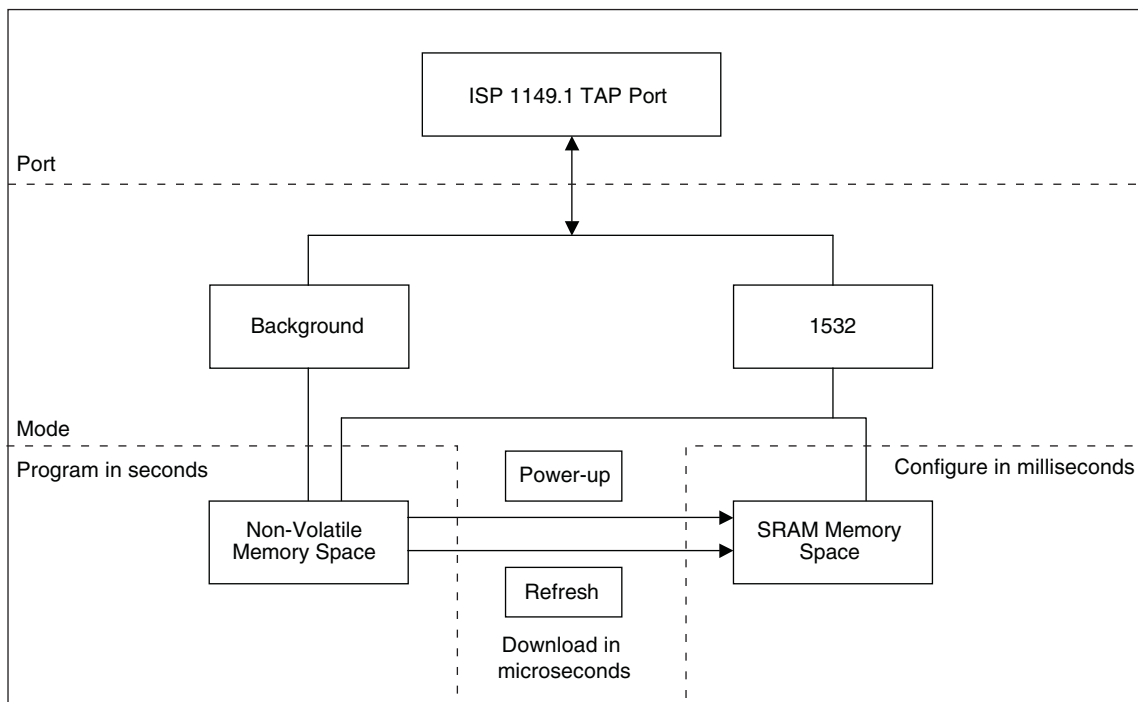 ISP 1149.1 TAP Port
Port
Background
1532
Mode
Program in seconds
Power-up
Configure in milliseconds
Non-Volatile
Memory Space
SRAM Memory
Space
Refresh
Download in
microseconds